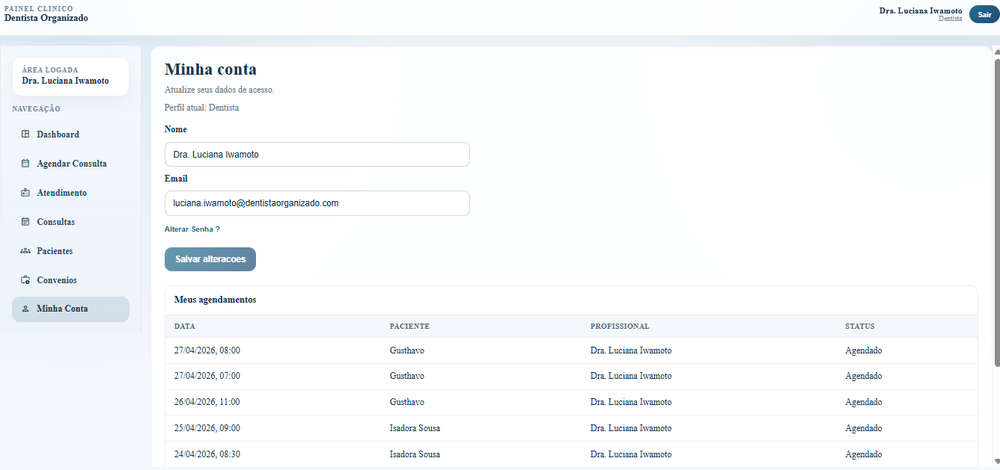 PAINEL CLINICO
Dentista Organizado
Dra. Luciana Iwamoto
Dentista
Sair
ÁREA LOGADA
Dra. Luciana Iwamoto
NAVEGAÇÃO
Dashboard
Agendar Consulta
Atendimento
Consultas
Pacientes
Convenios
Minha Conta
Minha conta
Atualize seus dados de acesso.
Perfil atual: Dentista
Nome
Dra. Luciana Iwamoto
Email
luciana.iwamoto@dentistaorganizado.com
Alterar Senha ?
Salvar alteracoes
Meus agendamentos
DATA PACIENTE PROFISSIONAL STATUS
27/04/2026, 08:00 Gusthavo Dra. Luciana Iwamoto Agendado
27/04/2026, 07:00 Gusthavo Dra. Luciana Iwamoto Agendado
26/04/2026, 11:00 Gusthavo Dra. Luciana Iwamoto Agendado
25/04/2026, 09:00 Isadora Sousa Dra. Luciana Iwamoto Agendado
24/04/2026, 08:30 Isadora Sousa Dra. Luciana Iwamoto Agendado